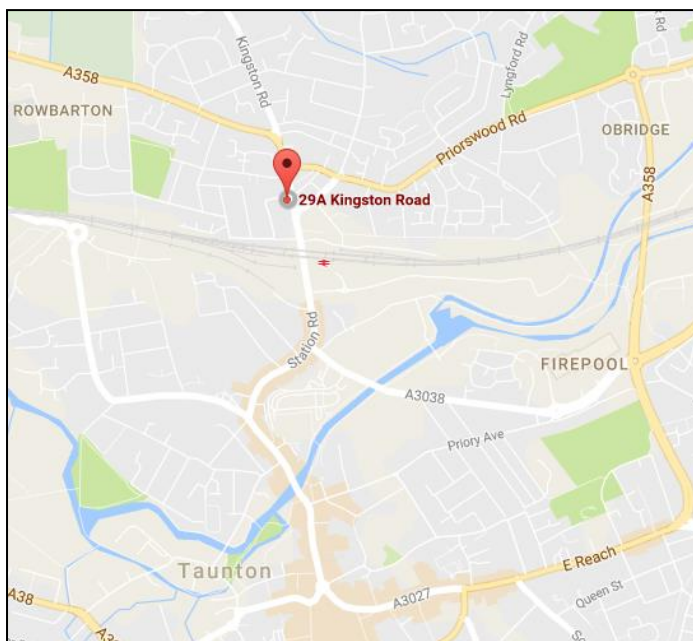 Kingston Rd
Lyngford Rd
Rd
A358
ROWBARTON
Priorswood Rd
OBRIDGE
A358
29A Kingston Road
Station Rd
FIREPOOL
A3038
Priory Ave
Taunton
E Reach
A38
A3027
Queen St